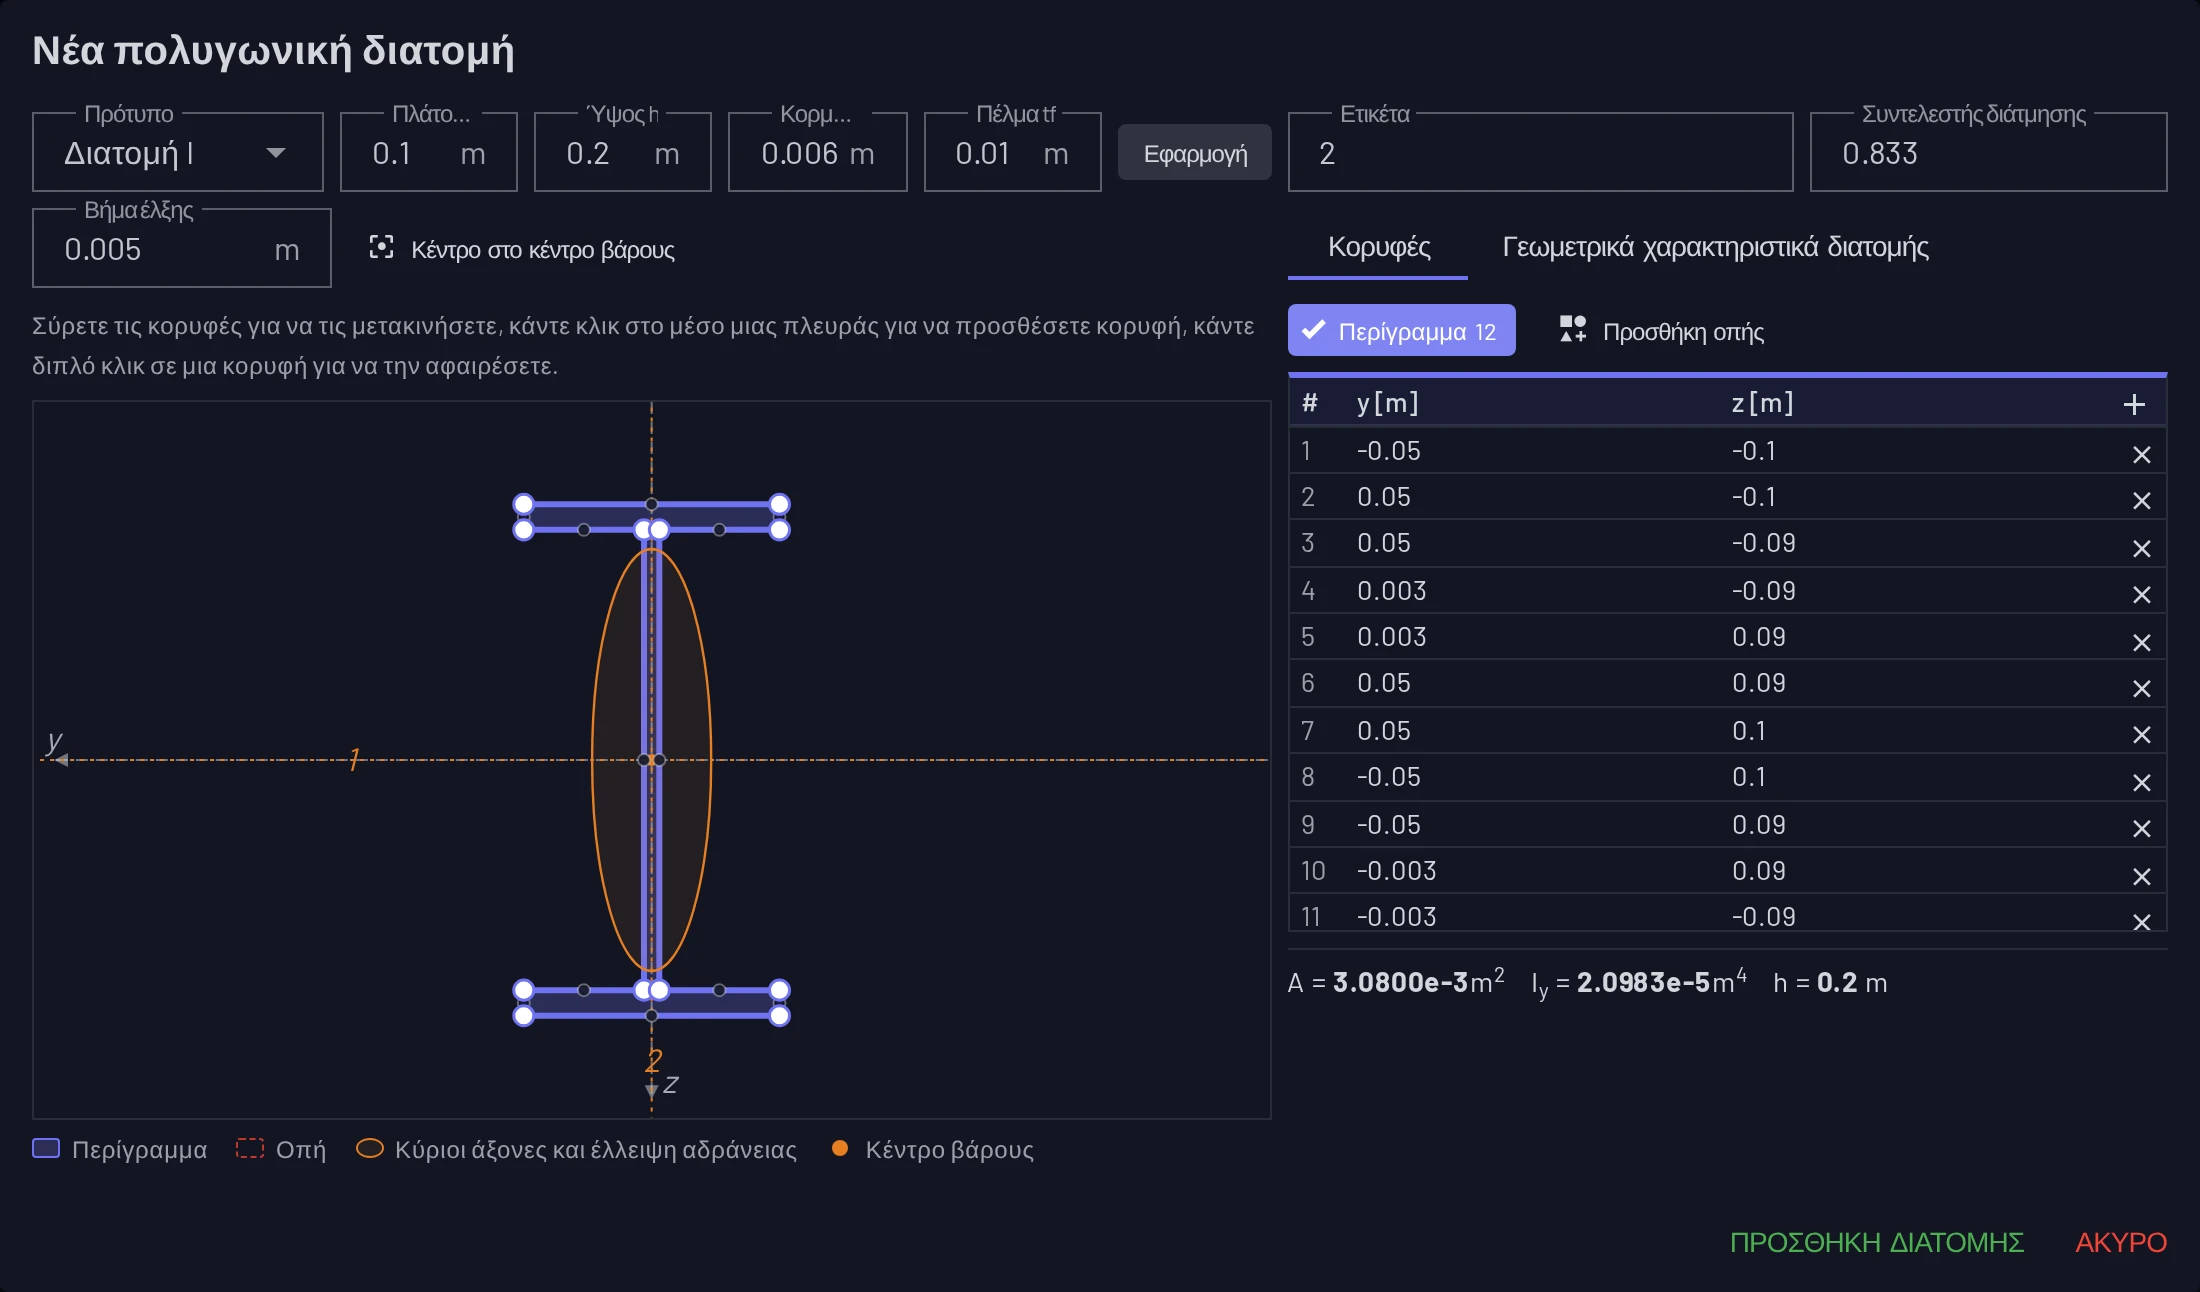 Νέα πολυγωνική διατομή
Πρότυπο
Διατομή I
Πλάτο...
0.1 m
Ύψος h
0.2 m
Κορμ...
0.006 m
Πέλμα tf
0.01 m
Εφαρμογή
Ετικέτα
2
Συντελεστής διάτμησης
0.833
Βήμα έλξης
0.005 m
Κέντρο στο κέντρο βάρους
Κορυφές
Γεωμετρικά χαρακτηριστικά διατομής
Σύρετε τις κορυφές για να τις μετακινήσετε, κάντε κλικ στο μέσο μιας πλευράς για να προσθέσετε κορυφή, κάντε
διπλό κλικ σε μια κορυφή για να την αφαιρέσετε.
Περίγραμμα 12
Προσθήκη οπής
# y [m] z [m]
1 -0.05 -0.1
2 0.05 -0.1
3 0.05 -0.09
4 0.003 -0.09
5 0.003 0.09
6 0.05 0.09
7 0.05 0.1
8 -0.05 0.1
9 -0.05 0.09
10 -0.003 0.09
11 -0.003 -0.09
y
1
2
z
A = 3.0800e-3m² I_y = 2.0983e-5m⁴ h = 0.2 m
Περίγραμμα
Οπή
Κύριοι άξονες και έλλειψη αδράνειας
Κέντρο βάρους
ΠΡΟΣΘΗΚΗ ΔΙΑΤΟΜΗΣ
ΑΚΥΡΟ